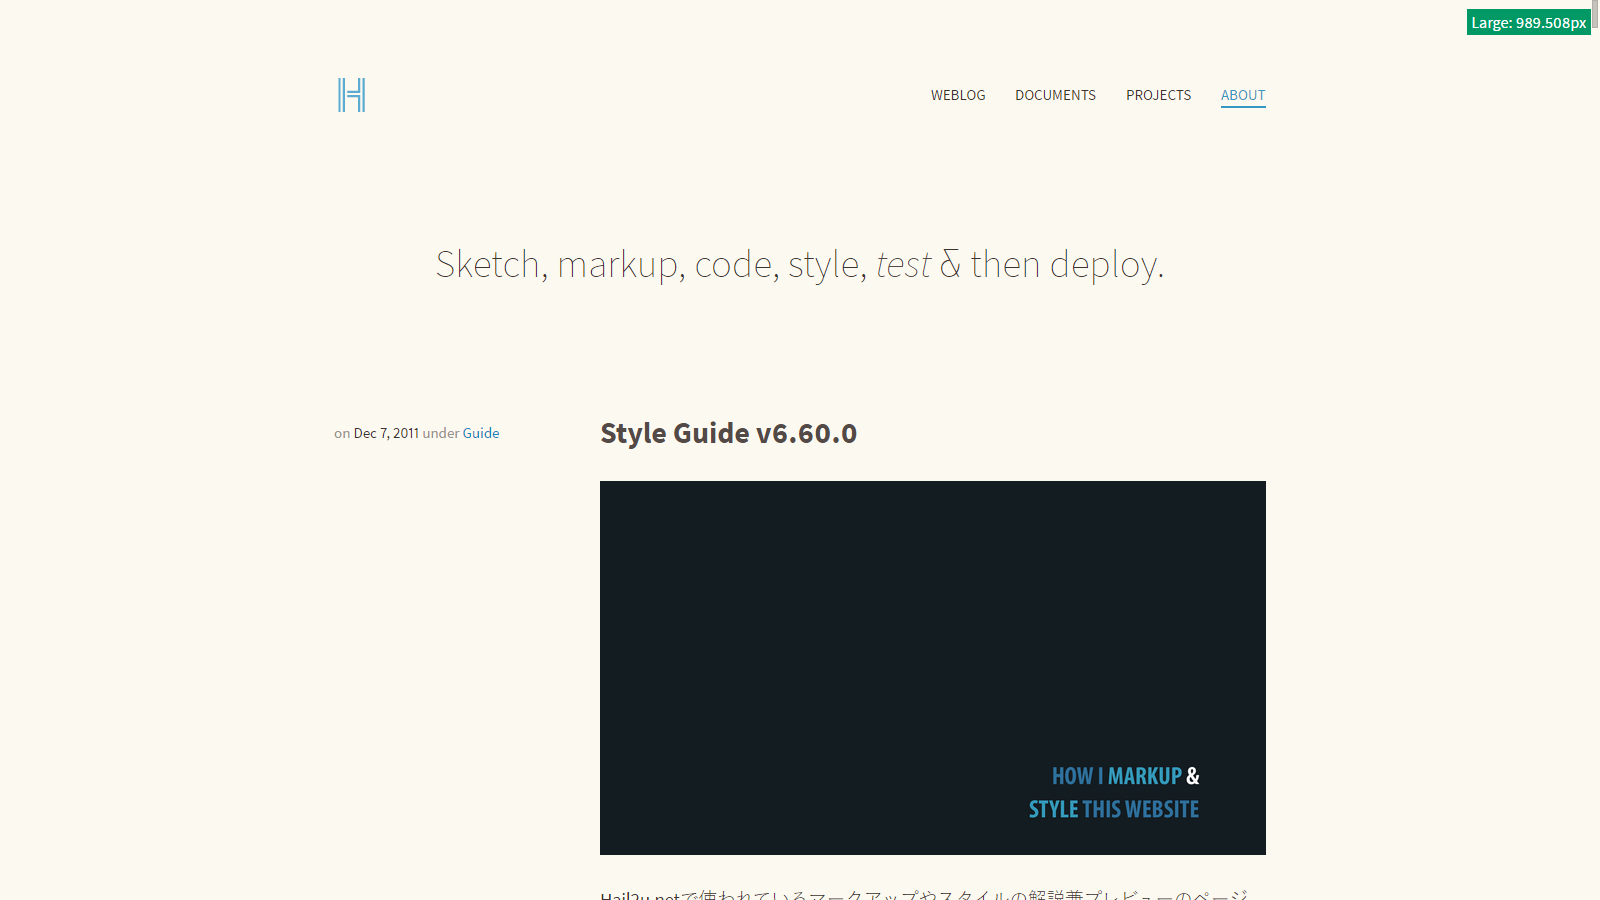 Large: 989.508px
H
WEBLOG DOCUMENTS PROJECTS ABOUT
Sketch, markup, code, style, test & then deploy.
on Dec 7, 2011 under Guide
Style Guide v6.60.0
HOW I MARKUP &
STYLE THIS WEBSITE
Hail2u.netで使われているマークアップやスタイルの解説兼プレビューのページ